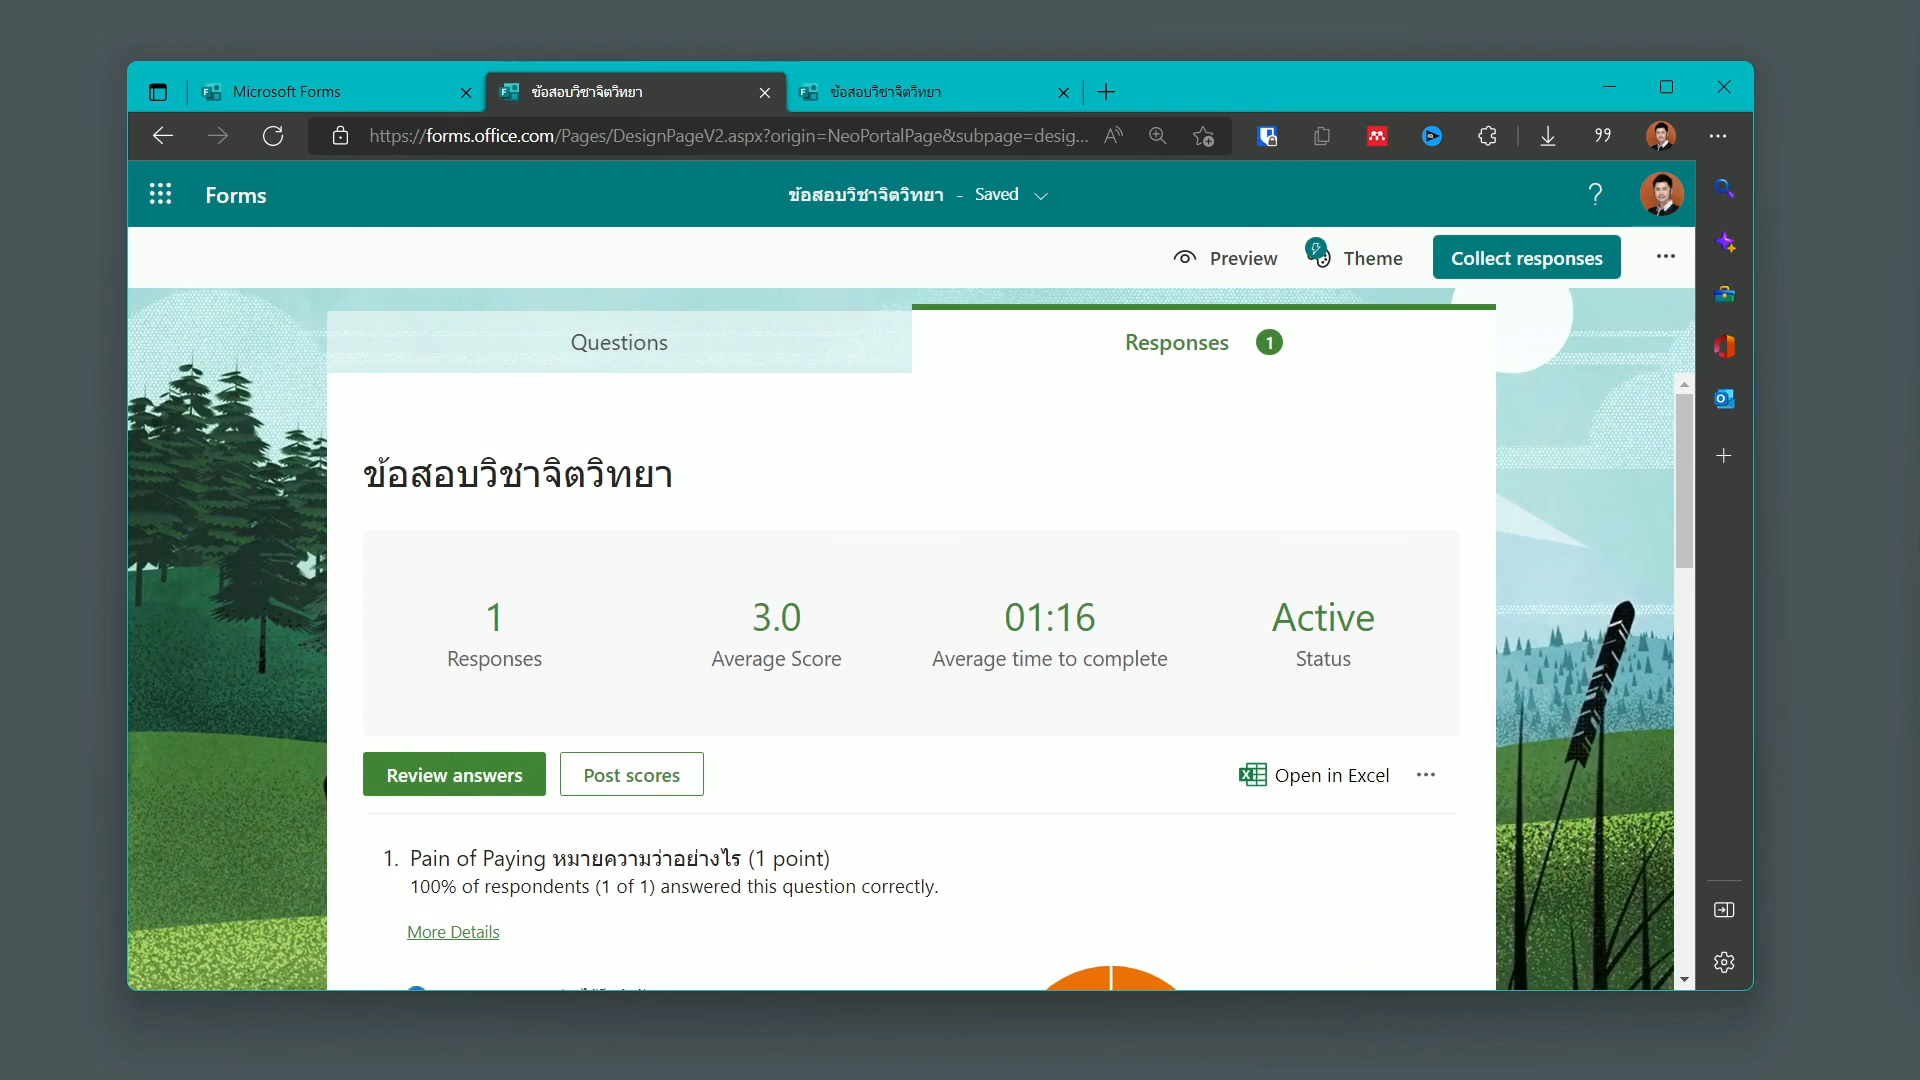 Microsoft Forms
ข้อสอบวิชาจิตวิทยา
ข้อสอบวิชาจิตวิทยา
https://forms.office.com/Pages/DesignPageV2.aspx?origin=NeoPortalPage&subpage=desig...
Forms
ข้อสอบวิชาจิตวิทยา - Saved
Preview
Theme
Collect responses
Questions
Responses 1
ข้อสอบวิชาจิตวิทยา
1
Responses
3.0
Average Score
01:16
Average time to complete
Active
Status
Review answers
Post scores
Open in Excel
1. Pain of Paying หมายความว่าอย่างไร (1 point)
100% of respondents (1 of 1) answered this question correctly.
More Details